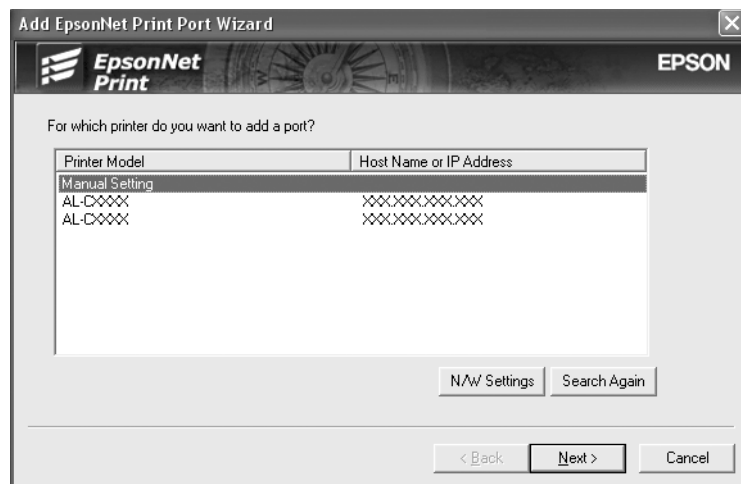 Add EpsonNet Print Port Wizard
EpsonNet
Print
EPSON
For which printer do you want to add a port?
Printer Model Host Name or IP Address
Manual Setting
AL-CXXXX XXX.XXX.XXX.XXX
AL-CXXXX XXX.XXX.XXX.XXX
N/W Settings Search Again
< Back Next > Cancel